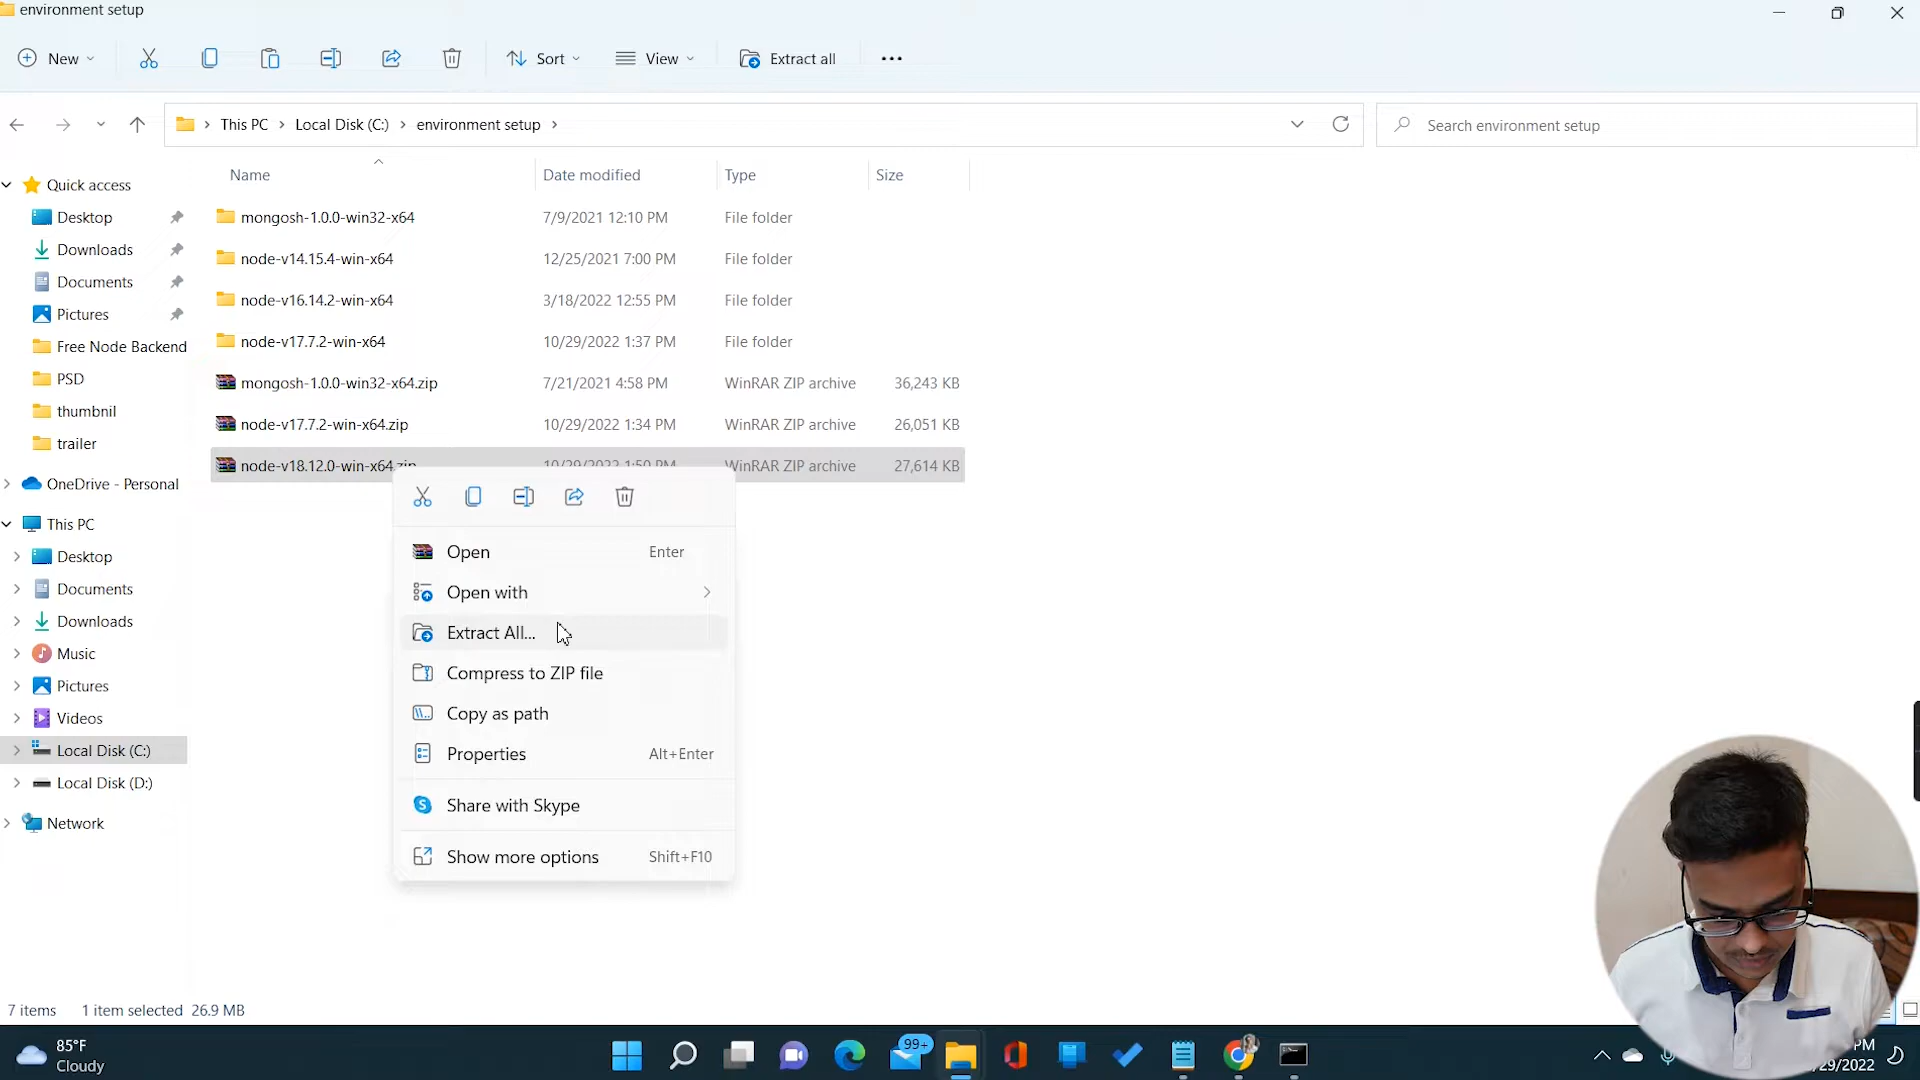 environment setup
New
Sort
View
Extract all
This PC
Local Disk (C:)
environment setup
Search environment setup
Name
Date modified
Type
Size
mongosh-1.0.0-win32-x64 7/9/2021 12:10 PM File folder
node-v14.15.4-win-x64 12/25/2021 7:00 PM File folder
node-v16.14.2-win-x64 3/18/2022 12:55 PM File folder
node-v17.7.2-win-x64 10/29/2022 1:37 PM File folder
mongosh-1.0.0-win32-x64.zip 7/21/2021 4:58 PM WinRAR ZIP archive 36,243 KB
node-v17.7.2-win-x64.zip 10/29/2022 1:34 PM WinRAR ZIP archive 26,051 KB
node-v18.12.0-win-x64.zip 10/29/2022 1:50 PM WinRAR ZIP archive 27,614 KB
Quick access
Desktop
Downloads
Documents
Pictures
Free Node Backend
PSD
thumbnil
trailer
OneDrive - Personal
This PC
Desktop
Documents
Downloads
Music
Pictures
Videos
Local Disk (C:)
Local Disk (D:)
Network
Open Enter
Open with
Extract All...
Compress to ZIP file
Copy as path
Properties Alt+Enter
Share with Skype
Show more options Shift+F10
7 items 1 item selected 26.9 MB
85°F
Cloudy
99+
PM
/29/2022